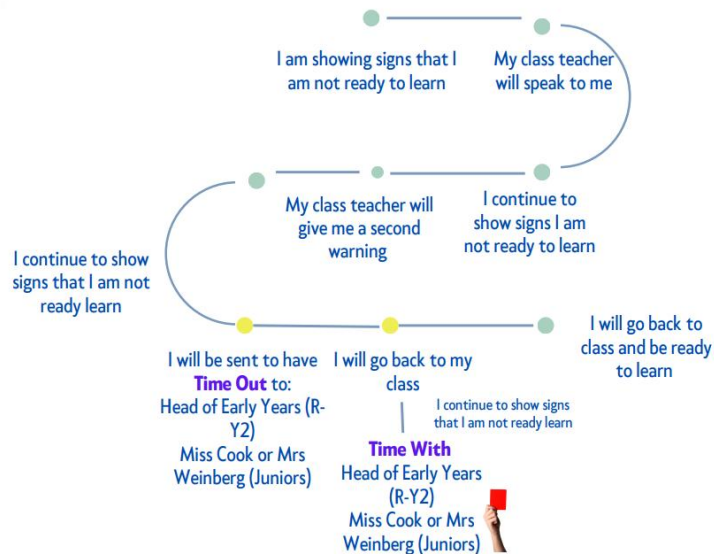 I am showing signs that I
am not ready to learn
My class teacher
will speak to me
I continue to
show signs I am
not ready to learn
My class teacher will
give me a second
warning
I continue to show
signs that I am not
ready learn
I will be sent to have
Time Out to:
Head of Early Years (R-
Y2)
Miss Cook or Mrs
Weinberg (Juniors)
I will go back to my
class
I will go back to
class and be ready
to learn
I continue to show signs
that I am not ready learn
Time With
Head of Early Years
(R-Y2)
Miss Cook or Mrs
Weinberg (Juniors)